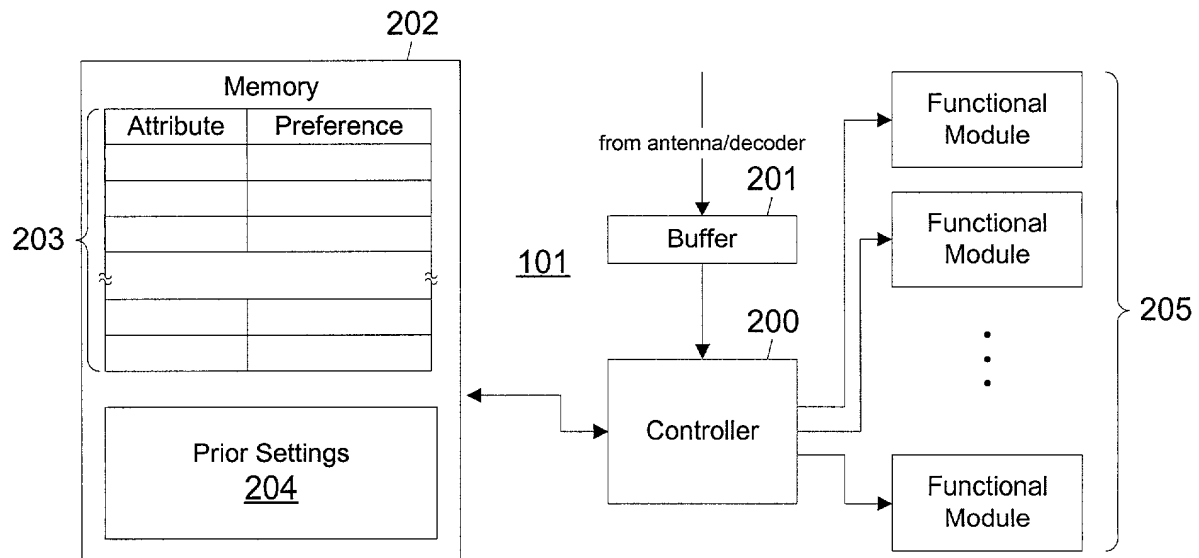 202
Memory
Attribute Preference
203
Prior Settings
204
from antenna/decoder
201
Buffer
101
200
Controller
Functional
Module
Functional
Module
205
Functional
Module